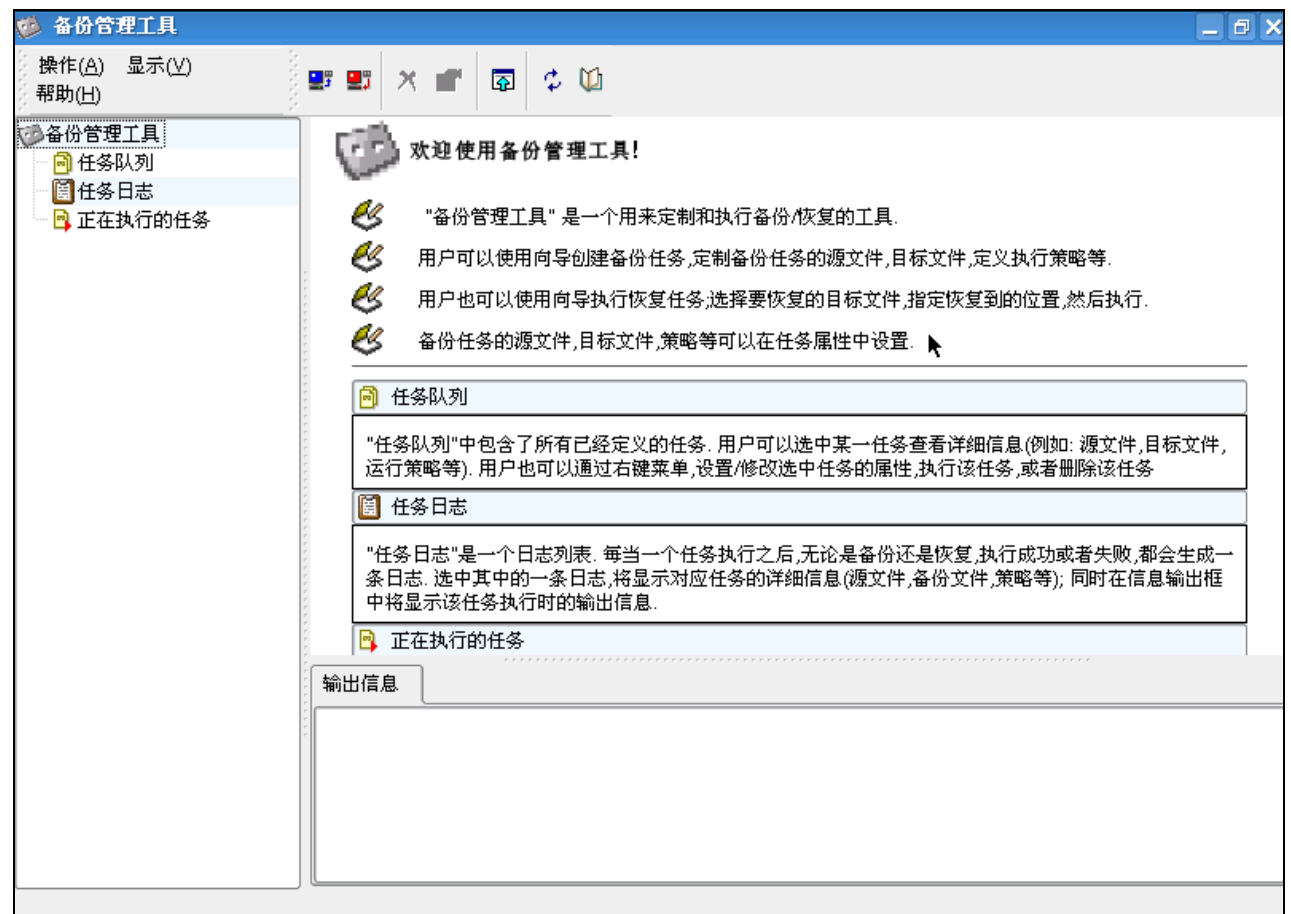 备份管理工具
操作(A) 显示(V)
帮助(H)
备份管理工具
任务队列
任务日志
正在执行的任务
欢迎使用备份管理工具!
"备份管理工具" 是一个用来定制和执行备份/恢复的工具.
用户可以使用向导创建备份任务,定制备份任务的源文件,目标文件,定义执行策略等.
用户也可以使用向导执行恢复任务;选择要恢复的目标文件,指定恢复到的位置,然后执行.
备份任务的源文件,目标文件,策略等可以在任务属性中设置.
任务队列
"任务队列"中包含了所有已经定义的任务. 用户可以选中某一任务查看详细信息(例如: 源文件,目标文件,
运行策略等). 用户也可以通过右键菜单,设置/修改选中任务的属性,执行该任务,或者删除该任务
任务日志
"任务日志"是一个日志列表. 每当一个任务执行之后,无论是备份还是恢复,执行成功或者失败,都会生成一
条日志. 选中其中的一条日志,将显示对应任务的详细信息(源文件,备份文件,策略等); 同时在信息输出框
中将显示该任务执行时的输出信息.
正在执行的任务
输出信息